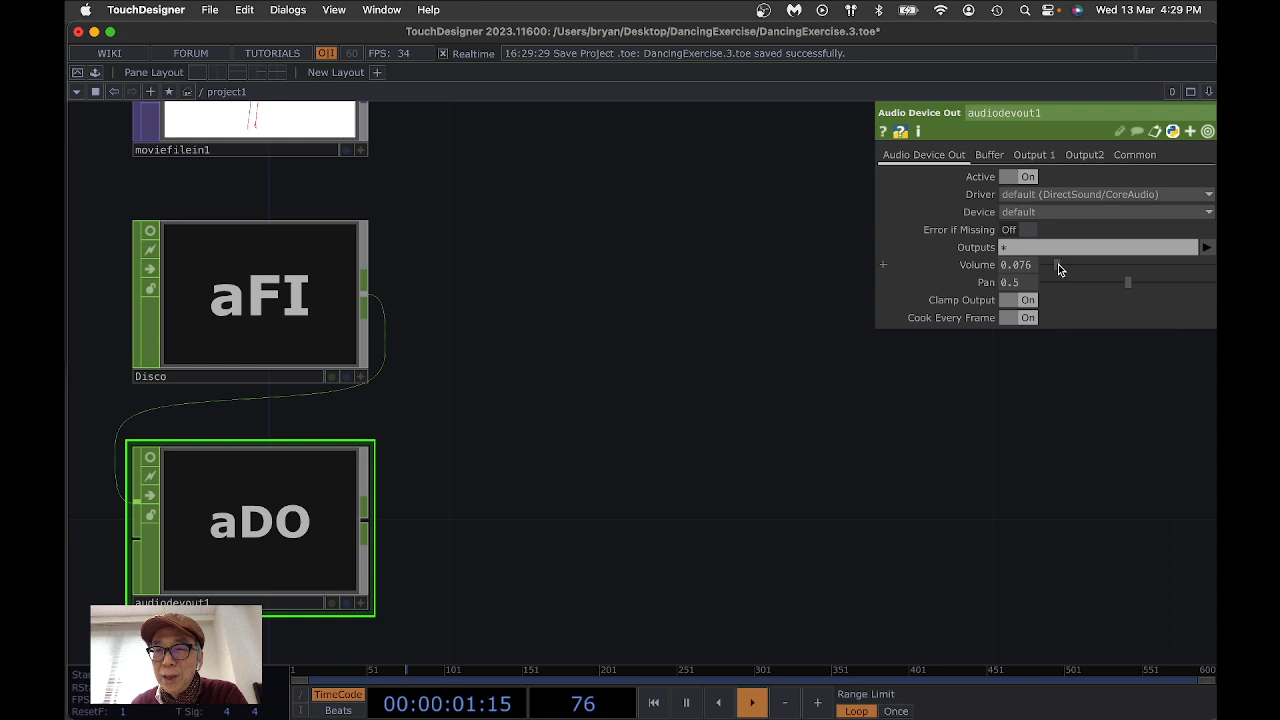 TouchDesigner File Edit Dialogs View Window Help Wed 13 Mar 4:29 PM
TouchDesigner 2023.11600: /Users/bryan/Desktop/DancingExercise/DancingExercise.3.toe*
WIKI FORUM TUTORIALS O|I 60 FPS: 34 Realtime 16:29:29 Save Project .toe: DancingExercise.3.toe saved successfully.
Pane Layout New Layout +
/ project1
moviefilein1
aFI
Disco
aDO
audiodevout1
Audio Device Out audiodevout1
? i
Audio Device Out Buffer Output 1 Output2 Common
Active On
Driver default (DirectSound/CoreAudio)
Device default
Error if Missing Off
Outputs *
Volume 0.076
Pan 0.5
Clamp Output On
Cook Every Frame On
1 51 101 151 201 251 301 351 401 451 501 551 600
TimeCode
Beats
00:00:01:15
76
Range Limit
Loop Once
ResetF: 1 T Sig: 4 4